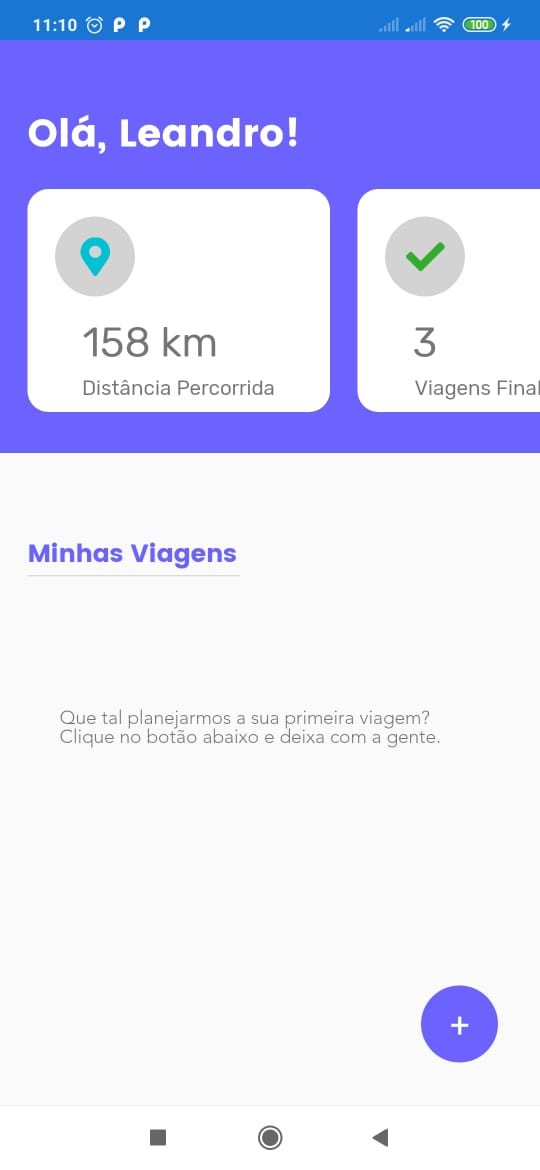 11:10
100
Olá, Leandro!
158 km
Distância Percorrida
3
Viagens Final
Minhas Viagens
Que tal planejarmos a sua primeira viagem?
Clique no botão abaixo e deixa com a gente.
+